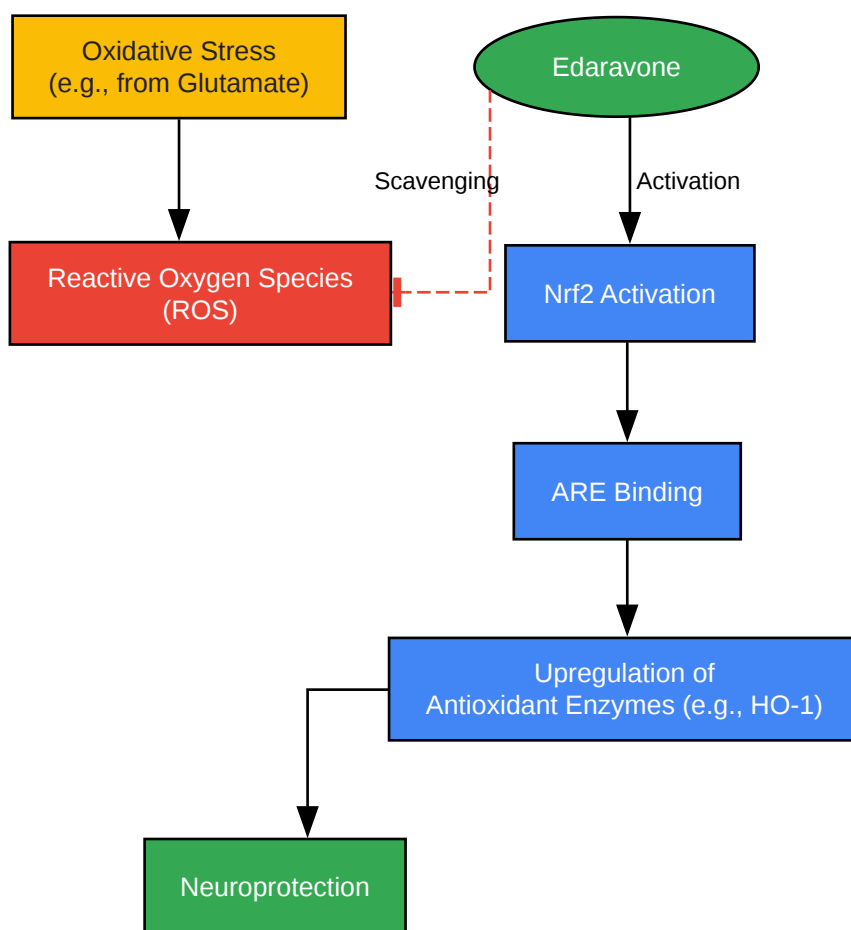 Oxidative Stress
(e.g., from Glutamate)
Edaravone
Scavenging
Activation
Reactive Oxygen Species
(ROS)
Nrf2 Activation
ARE Binding
Upregulation of
Antioxidant Enzymes (e.g., HO-1)
Neuroprotection